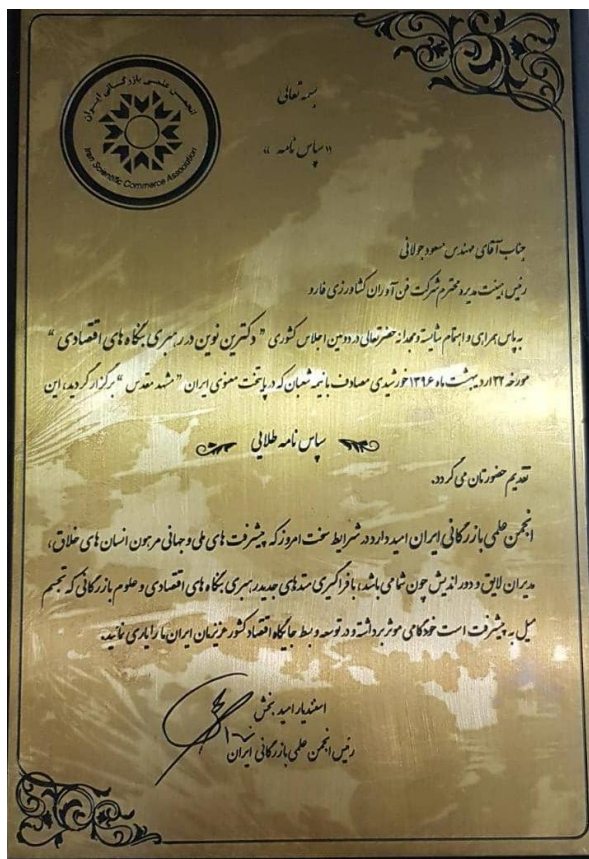 انجمن علمی بازرگانی ایران
Iran Scientific Commerce Association
بسمه تعالی
« سپاس نامه »
جناب آقای مهندس مسعود جولانی
رئیس هیئت مدیره محترم شرکت فن آوران کشاورزی فارو
به پاس همراهی و اهتمام شایسته و مجدانه حضرتعالی در دومین اجلاس کشوری " دکترین نوین در رهبری بنگاه های اقتصادی "
مورخه ۲۲ اردیبهشت ماه ۱۳۹۶ خورشیدی مصادف با نیمه شعبان که در پایتخت معنوی ایران " مشهد مقدس " برگزار گردید، این
سپاس نامه طلایی
تقدیم حضورتان می گردد.
انجمن علمی بازرگانی ایران امید دارد در شرایط سخت امروز که پیشرفت های ملی و جهانی مرهون انسان های خلاق ،
مدیران لایق و دور اندیش چون شما می باشد، با فراگیری متدهای جدید رهبری بنگاه های اقتصادی و علوم بازرگانی که تجسم
میل به پیشرفت است خود گامی موثر برداشته و در توسعه و بسط جایگاه اقتصاد کشور عزیزمان ایران ما را یاری نمائید.
اسفندیار امید بخش
رئیس انجمن علمی بازرگانی ایران